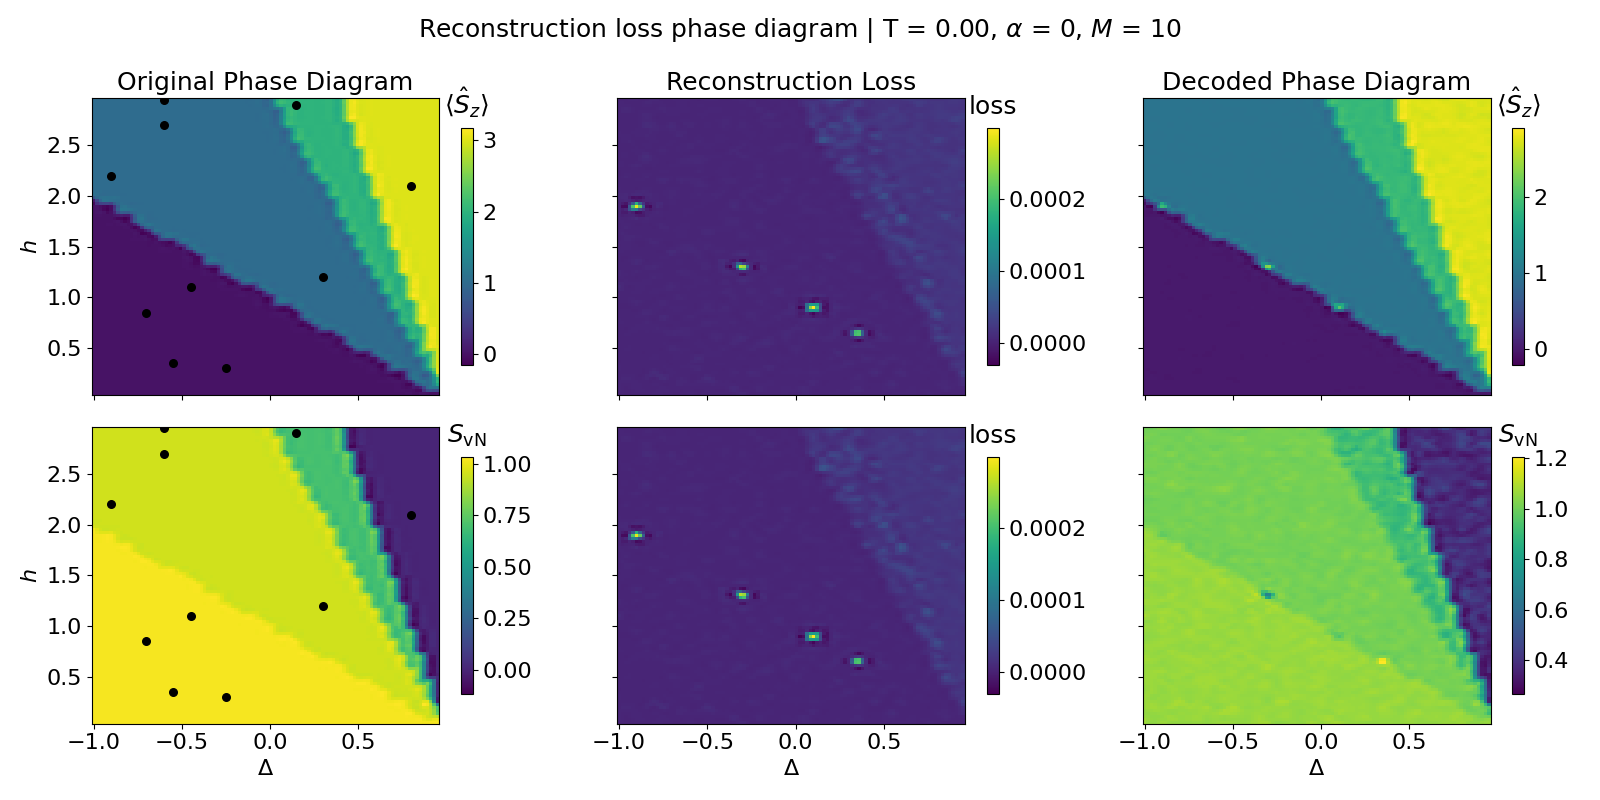 Reconstruction loss phase diagram | T = 0.00, α = 0, M = 10
Original Phase Diagram
Reconstruction Loss
Decoded Phase Diagram
⟨Ŝz⟩
loss
⟨Ŝz⟩
h
2.5
2.0
1.5
1.0
0.5
3
2
1
0
0.0002
0.0001
0.0000
2
1
0
SvN
loss
SvN
h
2.5
2.0
1.5
1.0
0.5
1.00
0.75
0.50
0.25
0.00
0.0002
0.0001
0.0000
1.2
1.0
0.8
0.6
0.4
−1.0 −0.5 0.0 0.5
−1.0 −0.5 0.0 0.5
−1.0 −0.5 0.0 0.5
Δ
Δ
Δ